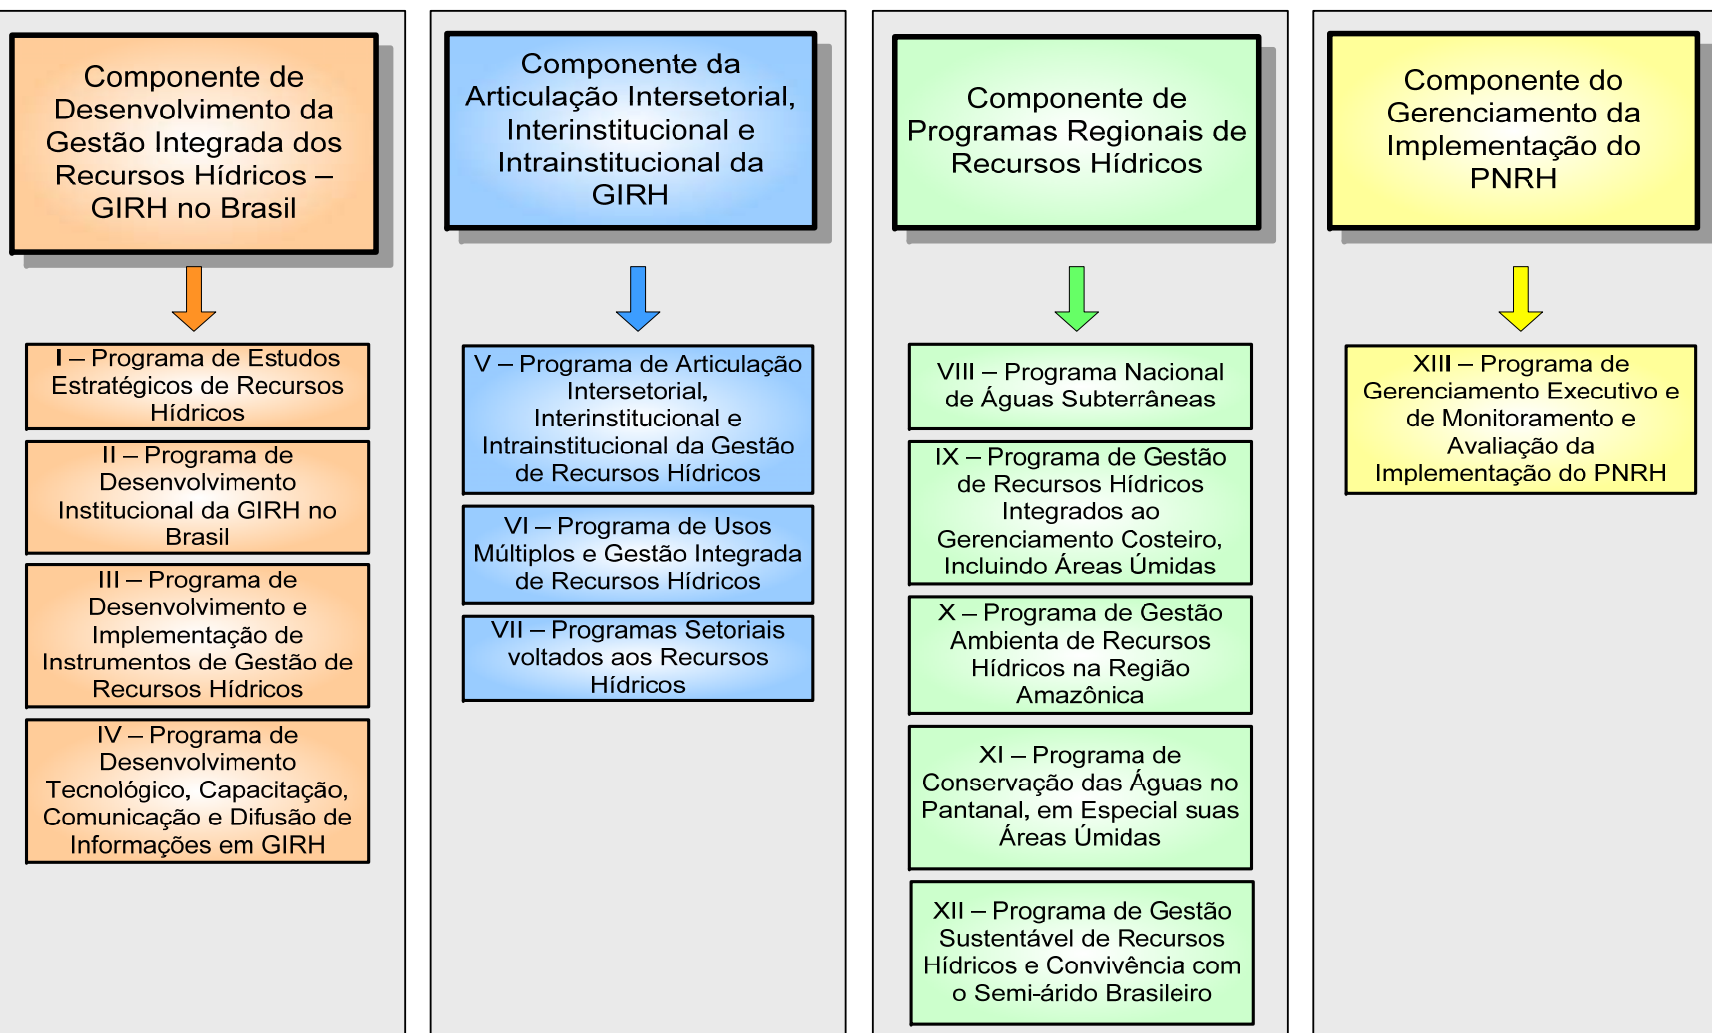 Componente de
Desenvolvimento da
Gestão Integrada dos
Recursos Hídricos –
GIRH no Brasil
I – Programa de Estudos
Estratégicos de Recursos
Hídricos
II – Programa de
Desenvolvimento
Institucional da GIRH no
Brasil
III – Programa de
Desenvolvimento e
Implementação de
Instrumentos de Gestão de
Recursos Hídricos
IV – Programa de
Desenvolvimento
Tecnológico, Capacitação,
Comunicação e Difusão de
Informações em GIRH
Componente da
Articulação Intersetorial,
Interinstitucional e
Intrainstitucional da
GIRH
V – Programa de Articulação
Intersetorial,
Interinstitucional e
Intrainstitucional da Gestão
de Recursos Hídricos
VI – Programa de Usos
Múltiplos e Gestão Integrada
de Recursos Hídricos
VII – Programas Setoriais
voltados aos Recursos
Hídricos
Componente de
Programas Regionais de
Recursos Hídricos
VIII – Programa Nacional
de Águas Subterrâneas
IX – Programa de Gestão
de Recursos Hídricos
Integrados ao
Gerenciamento Costeiro,
Incluindo Áreas Úmidas
X – Programa de Gestão
Ambienta de Recursos
Hídricos na Região
Amazônica
XI – Programa de
Conservação das Águas no
Pantanal, em Especial suas
Áreas Úmidas
XII – Programa de Gestão
Sustentável de Recursos
Hídricos e Convivência com
o Semi-árido Brasileiro
Componente do
Gerenciamento da
Implementação do
PNRH
XIII – Programa de
Gerenciamento Executivo e
de Monitoramento e
Avaliação da
Implementação do PNRH